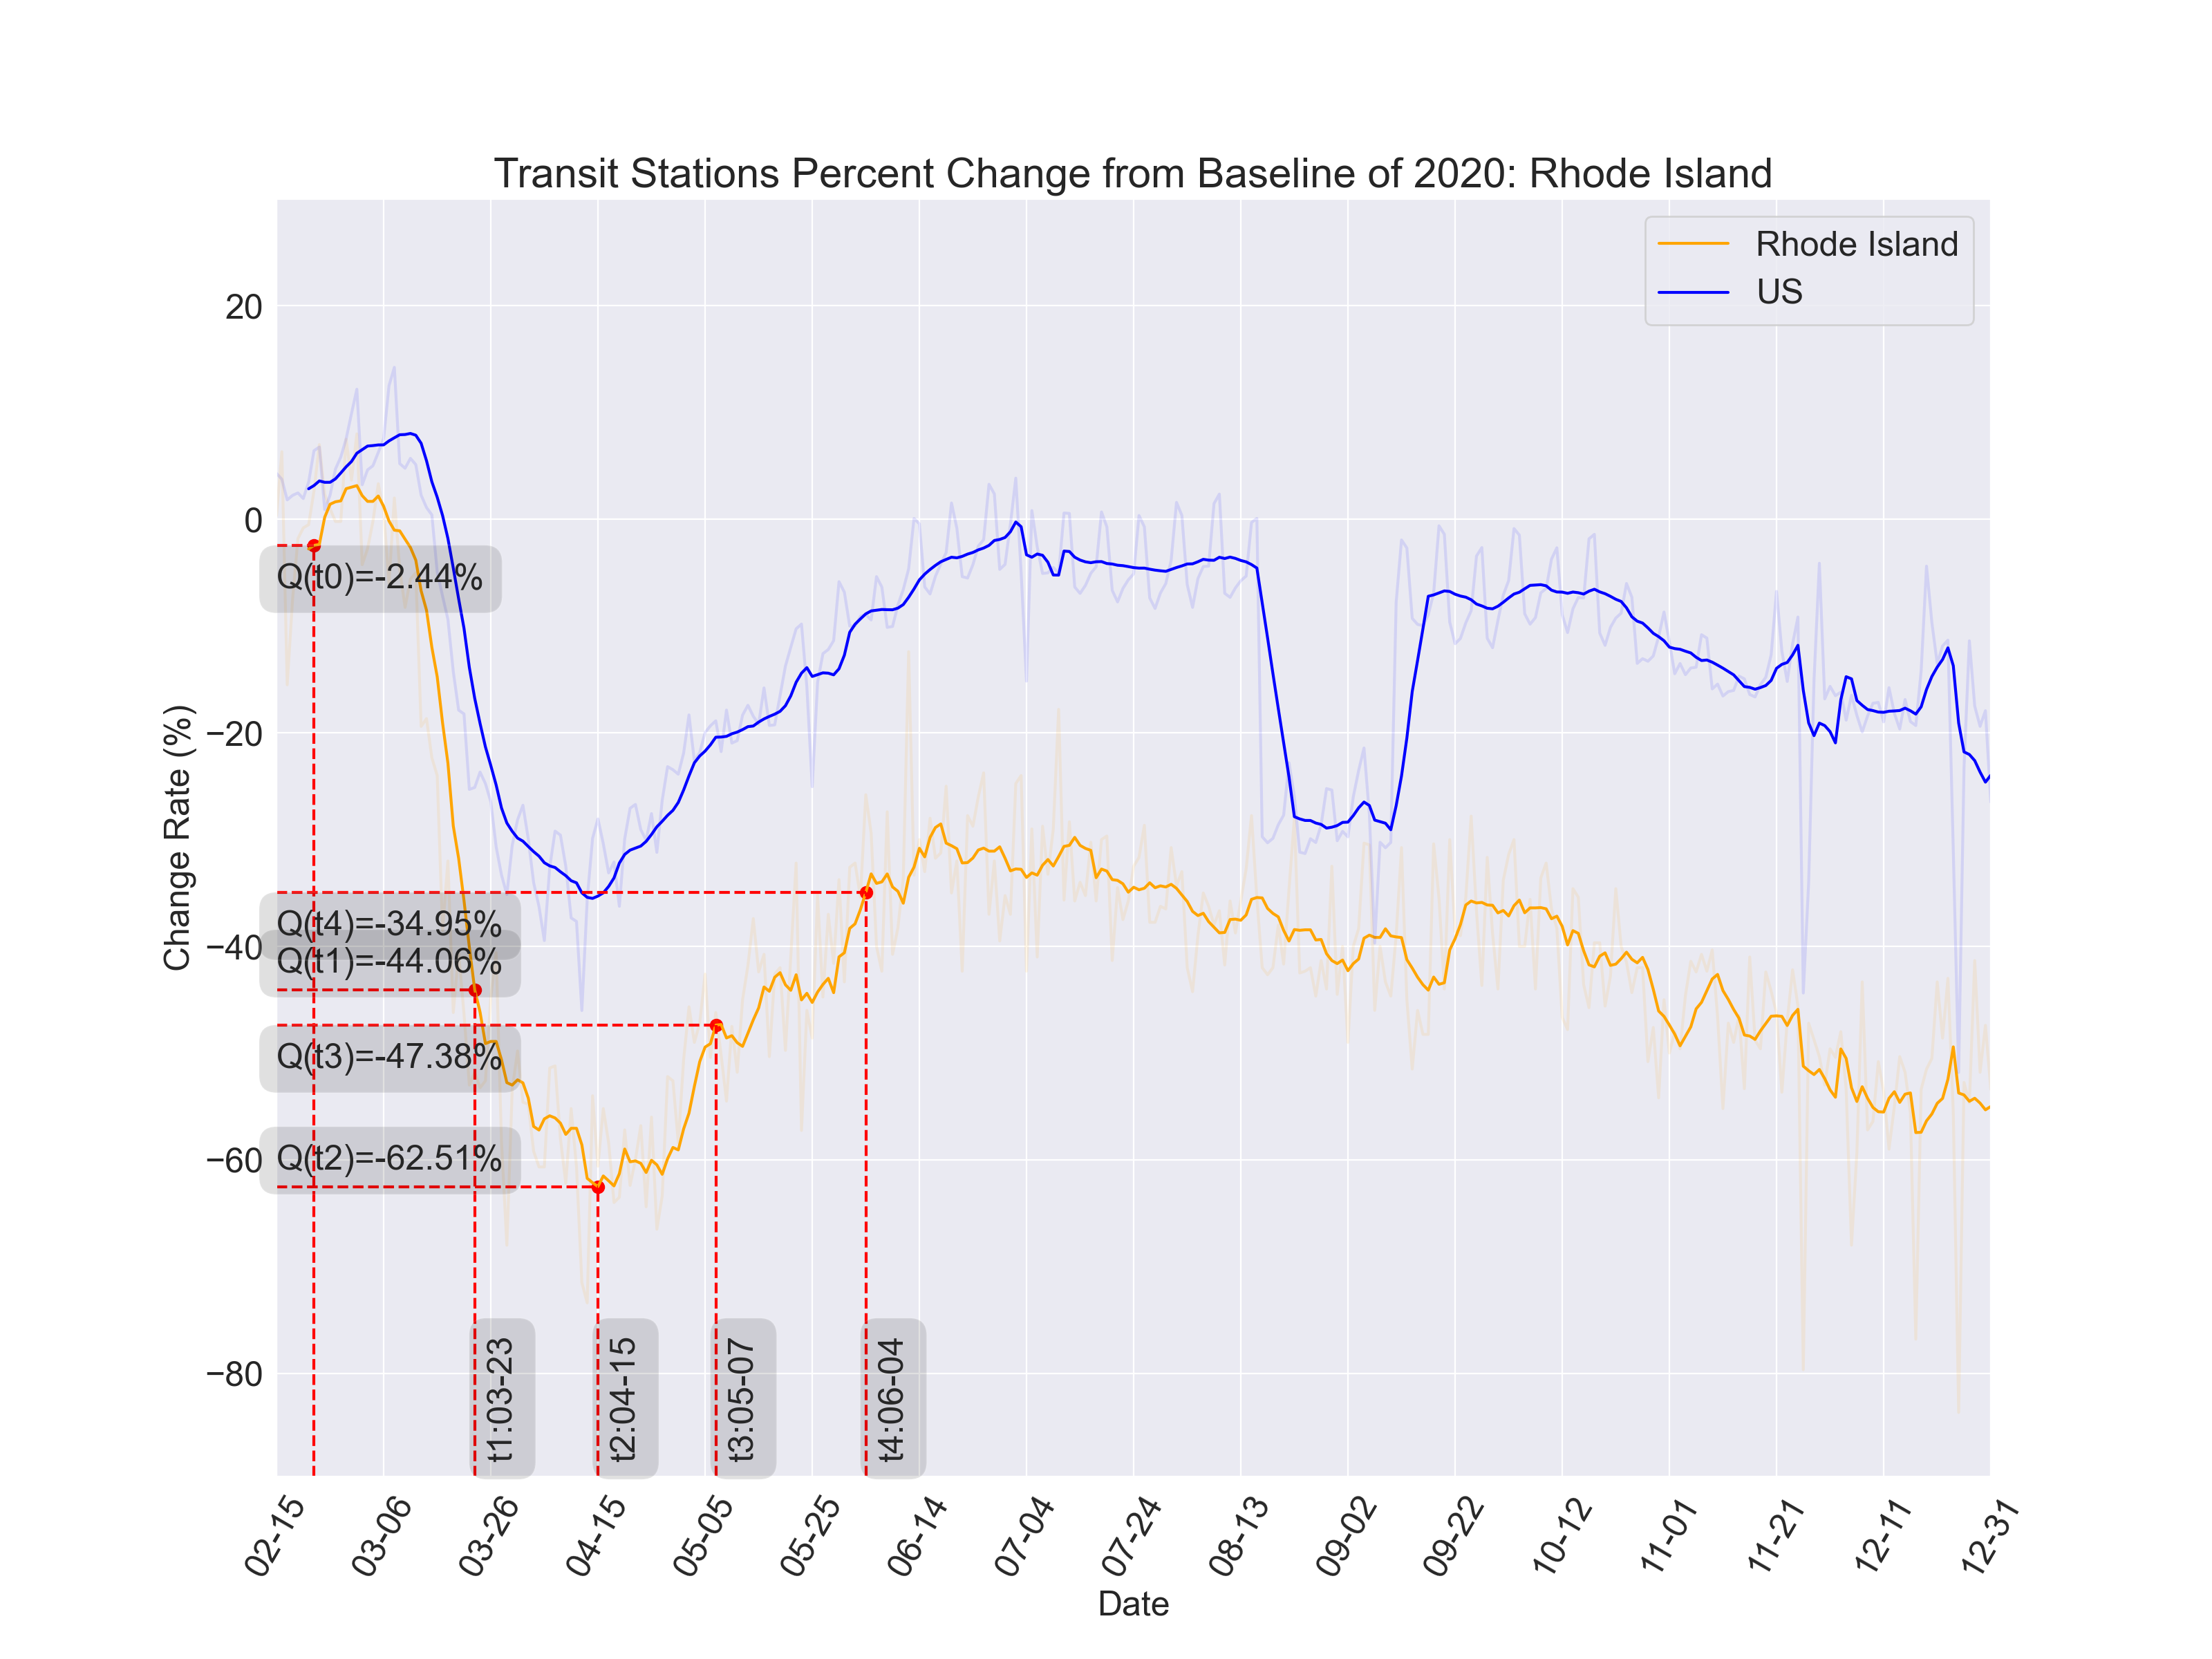 Transit Stations Percent Change from Baseline of 2020: Rhode Island
Rhode Island
US
Change Rate (%)
20
0
−20
−40
−60
−80
Q(t0)=-2.44%
Q(t4)=-34.95%
Q(t1)=-44.06%
Q(t3)=-47.38%
Q(t2)=-62.51%
t1:03-23
t2:04-15
t3:05-07
t4:06-04
02-15
03-06
03-26
04-15
05-05
05-25
06-14
07-04
07-24
08-13
09-02
09-22
10-12
11-01
11-21
12-11
12-31
Date